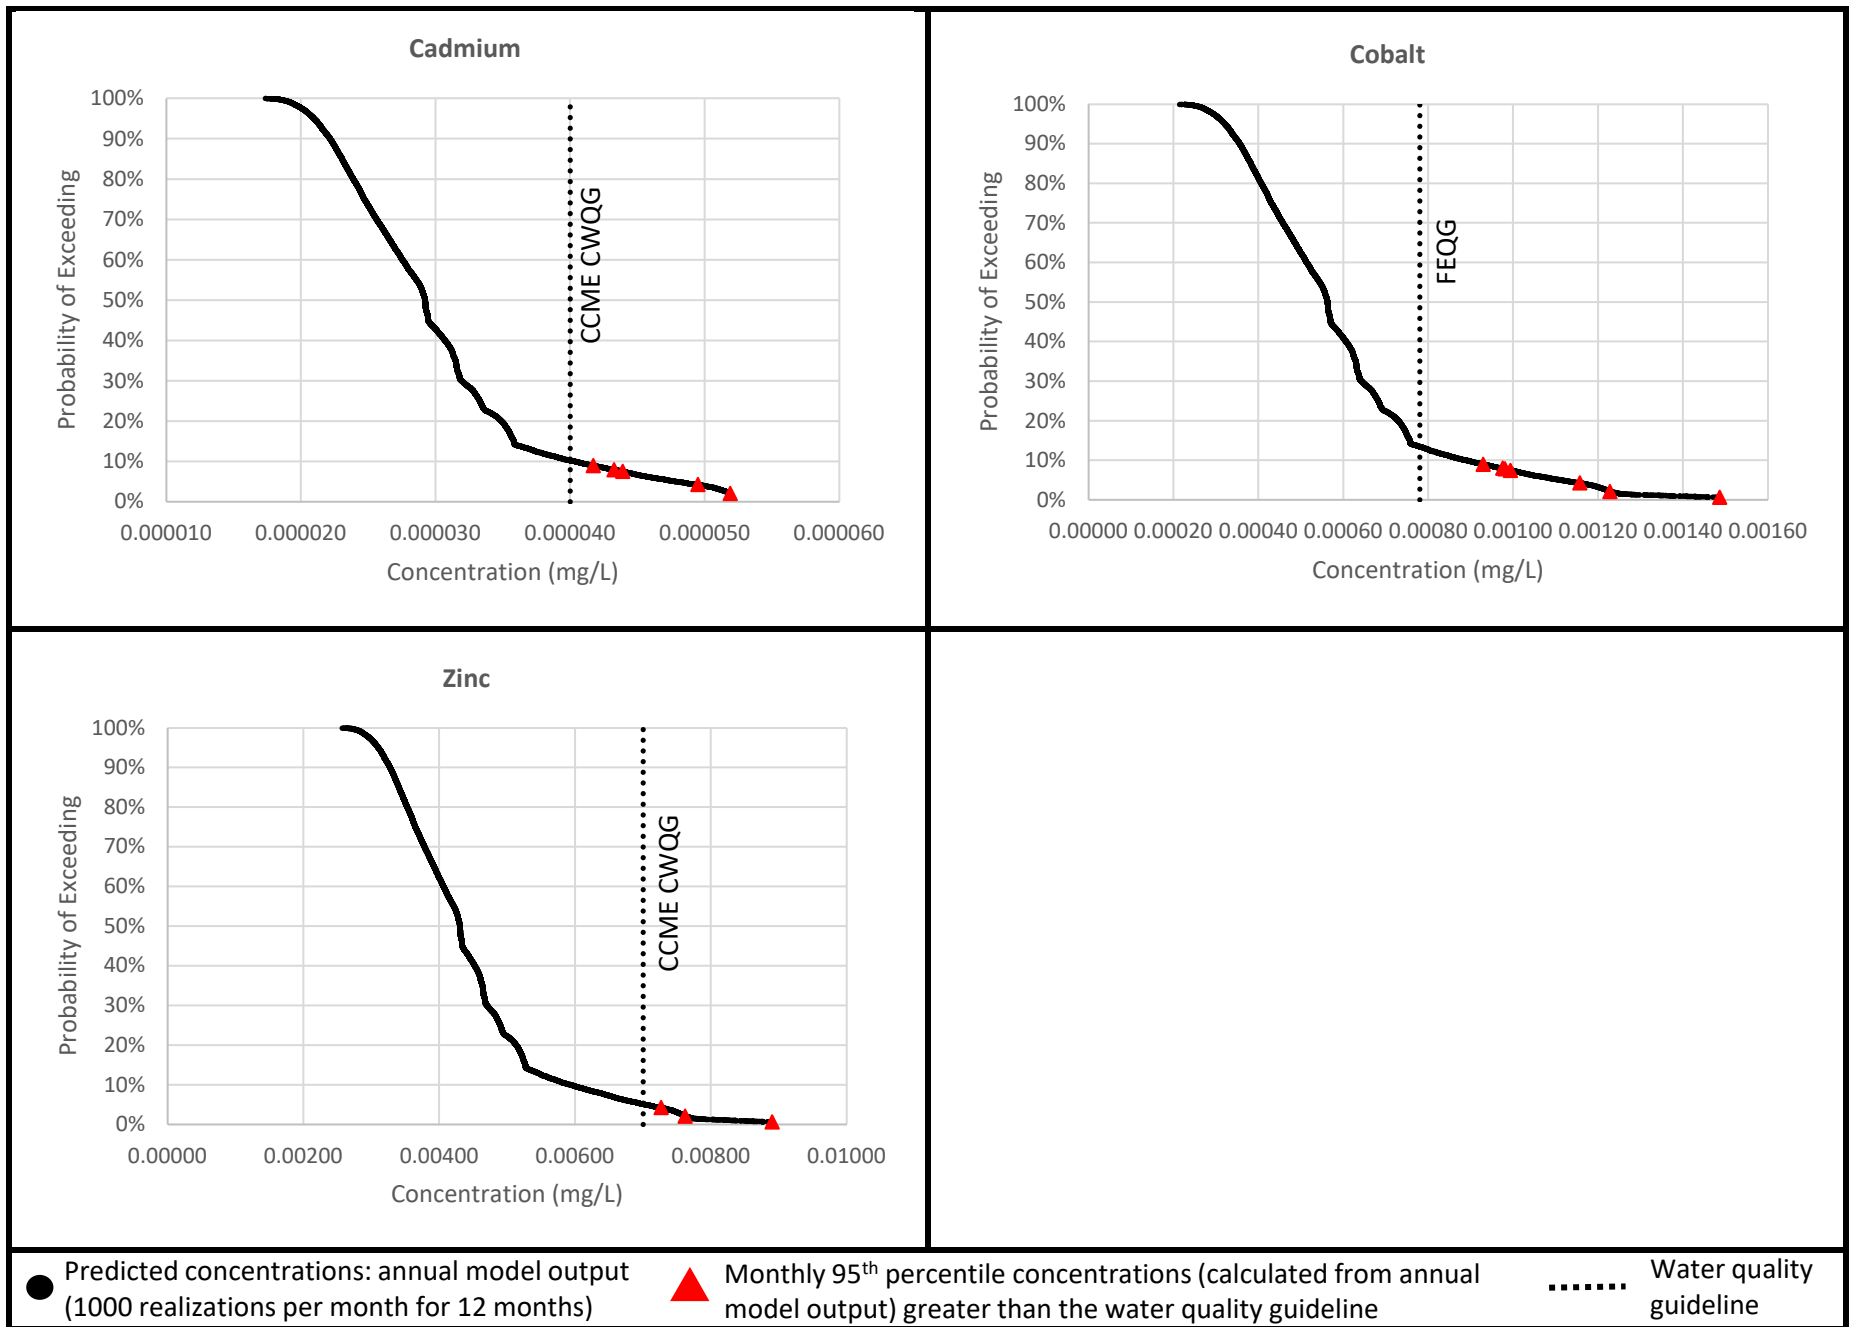 Cadmium
100%
90%
80%
70%
60%
50%
40%
30%
20%
10%
0%
Probability of Exceeding
CCME CWQG
0.000010 0.000020 0.000030 0.000040 0.000050 0.000060
Concentration (mg/L)
Cobalt
100%
90%
80%
70%
60%
50%
40%
30%
20%
10%
0%
Probability of Exceeding
FEQG
0.00000 0.00020 0.00040 0.00060 0.00080 0.00100 0.00120 0.00140 0.00160
Concentration (mg/L)
Zinc
100%
90%
80%
70%
60%
50%
40%
30%
20%
10%
0%
Probability of Exceeding
CCME CWQG
0.00000 0.00200 0.00400 0.00600 0.00800 0.01000
Concentration (mg/L)
Predicted concentrations: annual model output
(1000 realizations per month for 12 months)
Monthly 95th percentile concentrations (calculated from annual
model output) greater than the water quality guideline
Water quality
guideline